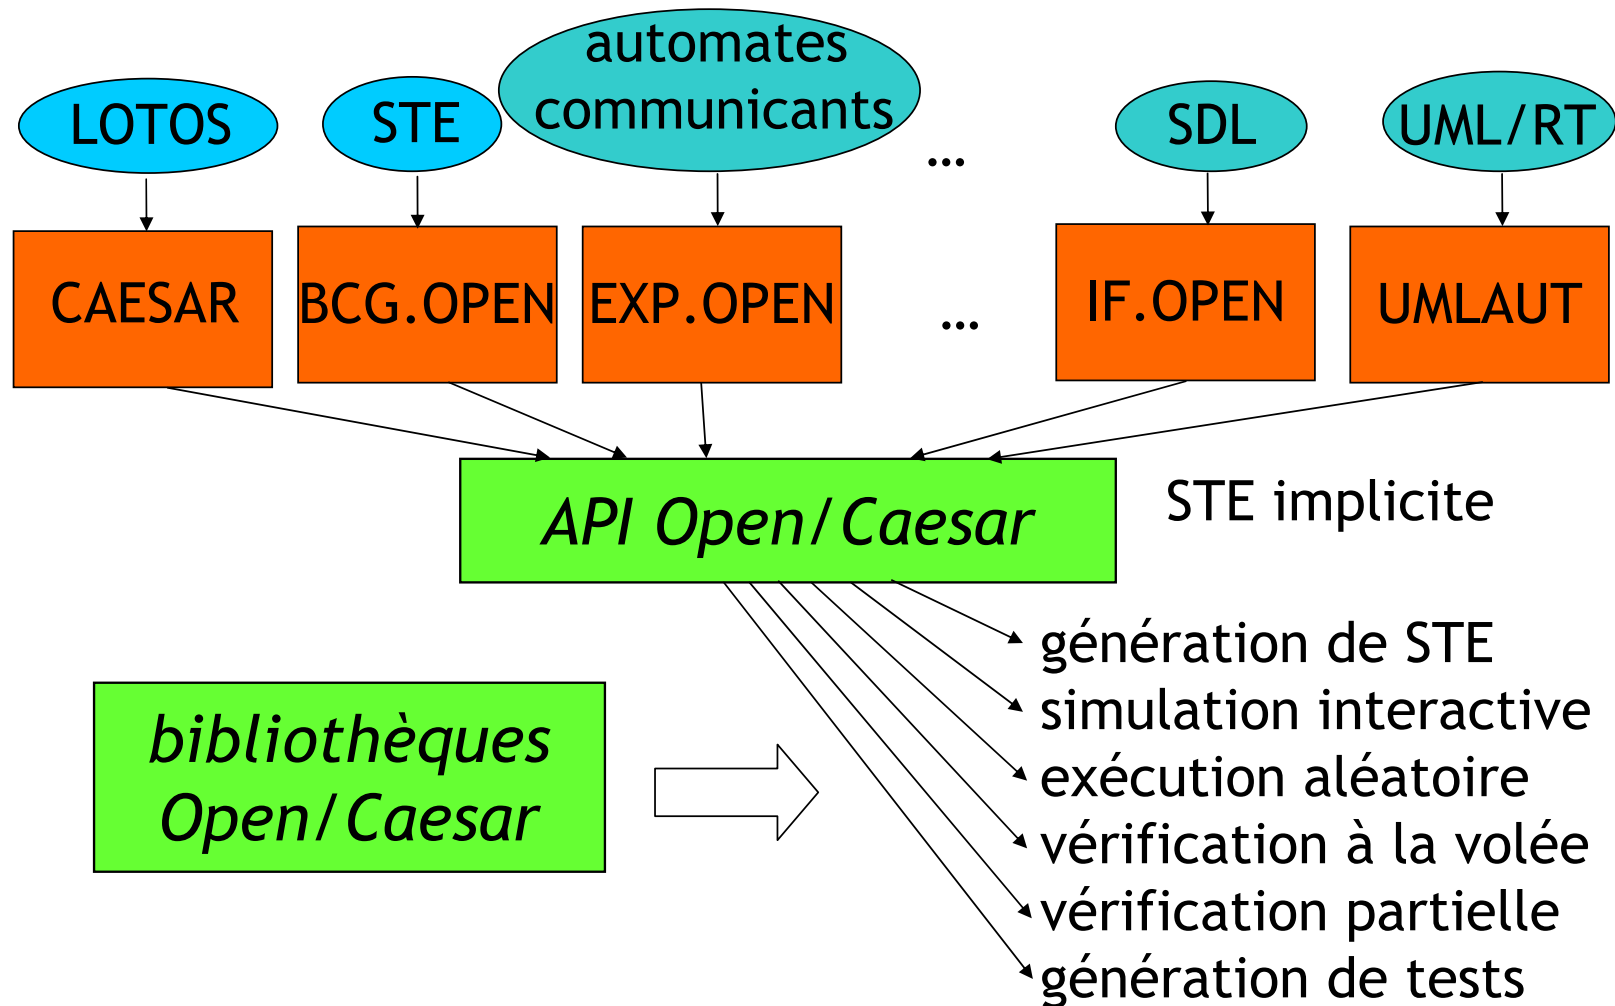 automates
communicants
LOTOS
STE
...
SDL
UML/RT
CAESAR
BCG.OPEN
EXP.OPEN
...
IF.OPEN
UMLAUT
API Open/Caesar
STE implicite
génération de STE
simulation interactive
exécution aléatoire
vérification à la volée
vérification partielle
génération de tests
bibliothèques
Open/Caesar